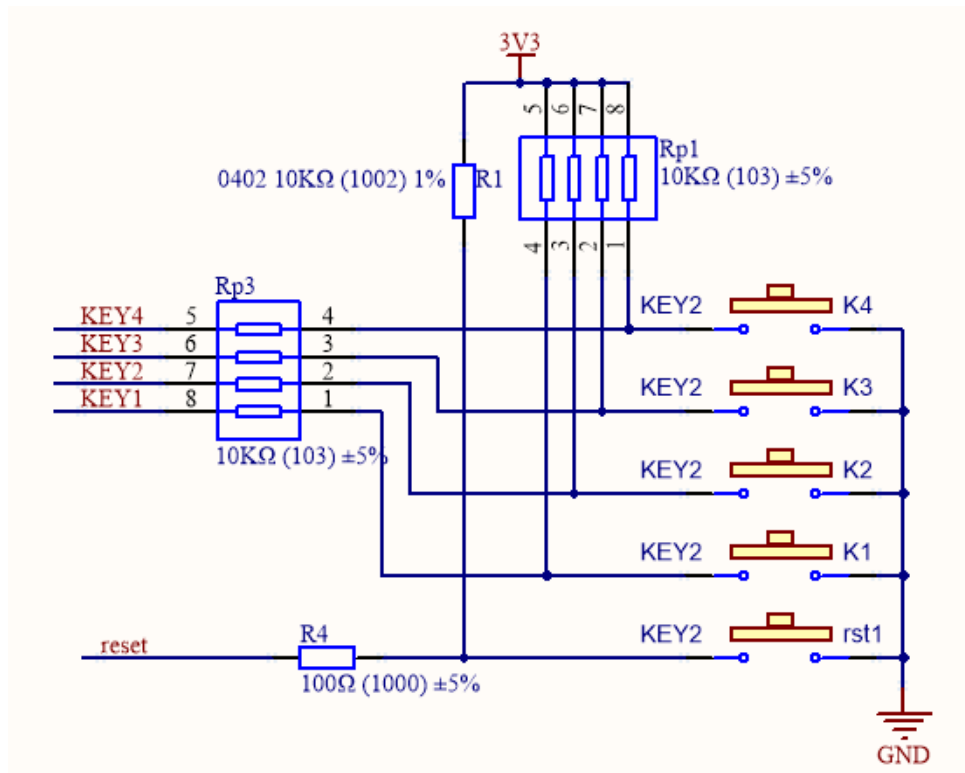 3V3
5 6 7 8
Rp1
0402 10KΩ (1002) 1% R1 10KΩ (103) ±5%
4 3 2 1
Rp3
KEY4 5 4 KEY2 K4
KEY3 6 3
KEY2 7 2
KEY1 8 1 KEY2 K3
10KΩ (103) ±5%
KEY2 K2
KEY2 K1
reset R4 KEY2 rst1
100Ω (1000) ±5%
GND